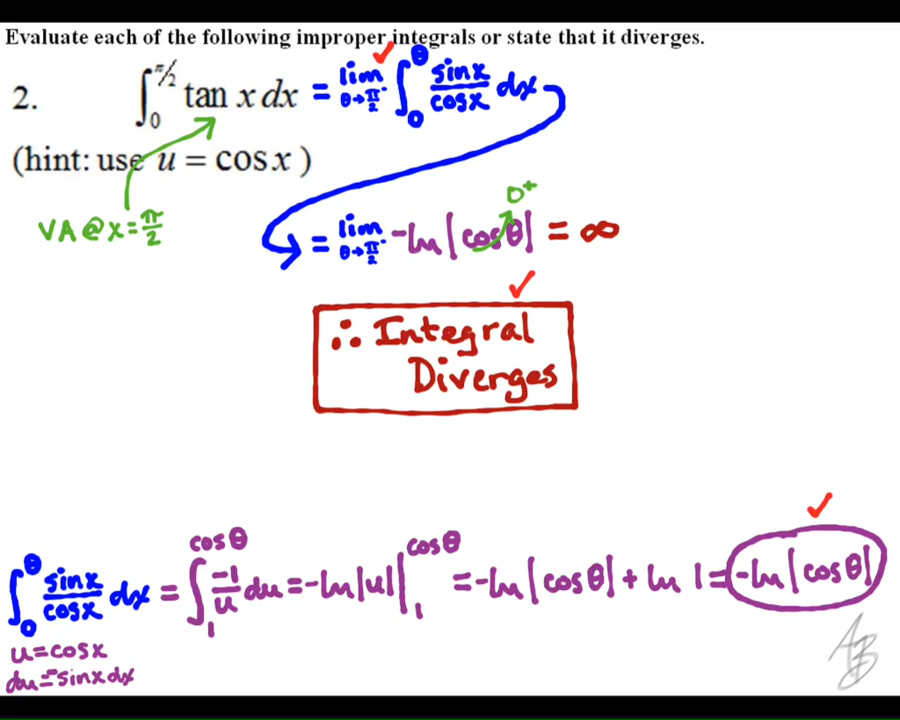 Evaluate each of the following improper integrals or state that it diverges.
2. ∫₀^(π/2) tan x dx = lim θ→π/2⁻ ∫₀^θ sinx/cosx dx
(hint: use u = cos x )
VA @ x = π/2
0⁺
= lim θ→π/2⁻ -ln|cosθ| = ∞
∴ Integral
Diverges
∫₀^θ sinx/cosx dx = ∫₁^cosθ -1/u du = -ln|u| |₁^cosθ = -ln|cosθ| + ln 1 = -ln|cosθ|
u = cosx
du = -sinx dx